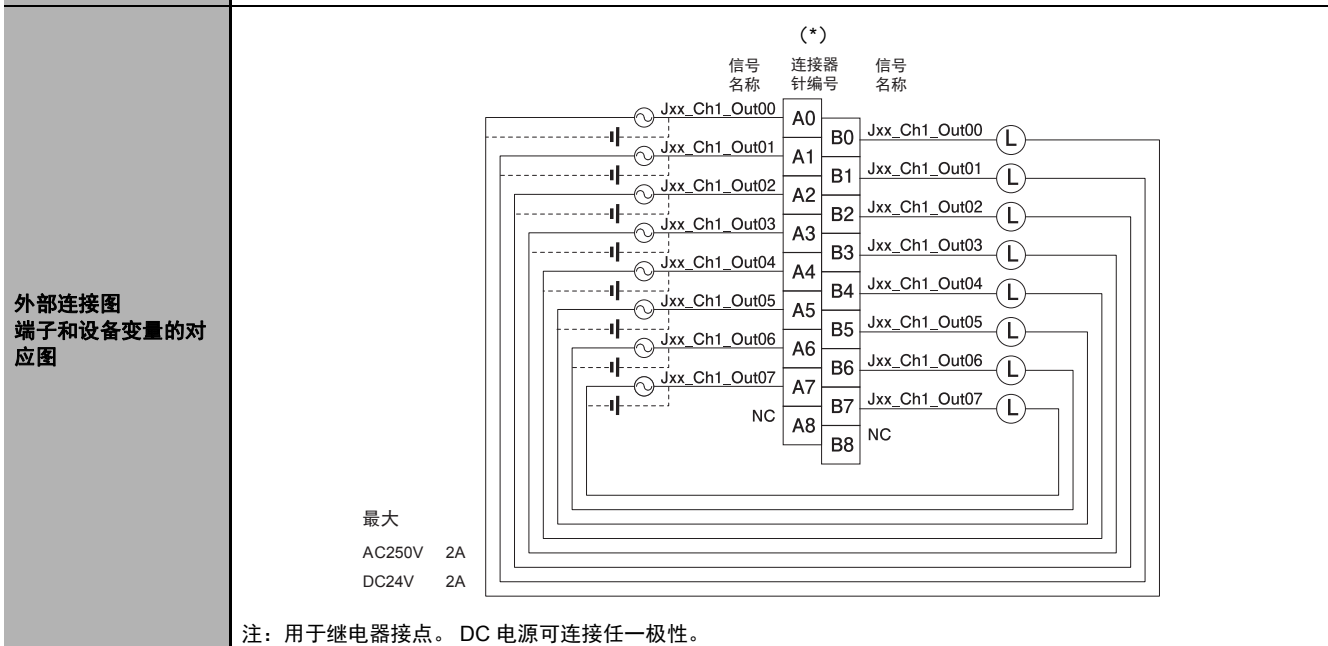 外部连接图
端子和设备变量的对
应图
(*)
信号 连接器 信号
名称 针编号 名称
Jxx_Ch1_Out00 A0
B0 Jxx_Ch1_Out00 L
Jxx_Ch1_Out01 A1
B1 Jxx_Ch1_Out01 L
Jxx_Ch1_Out02 A2
B2 Jxx_Ch1_Out02 L
Jxx_Ch1_Out03 A3
B3 Jxx_Ch1_Out03 L
Jxx_Ch1_Out04 A4
B4 Jxx_Ch1_Out04 L
Jxx_Ch1_Out05 A5
B5 Jxx_Ch1_Out05 L
Jxx_Ch1_Out06 A6
B6 Jxx_Ch1_Out06 L
Jxx_Ch1_Out07 A7
B7 Jxx_Ch1_Out07 L
NC A8
B8 NC
最大
AC250V 2A
DC24V 2A
注：用于继电器接点。 DC 电源可连接任一极性。